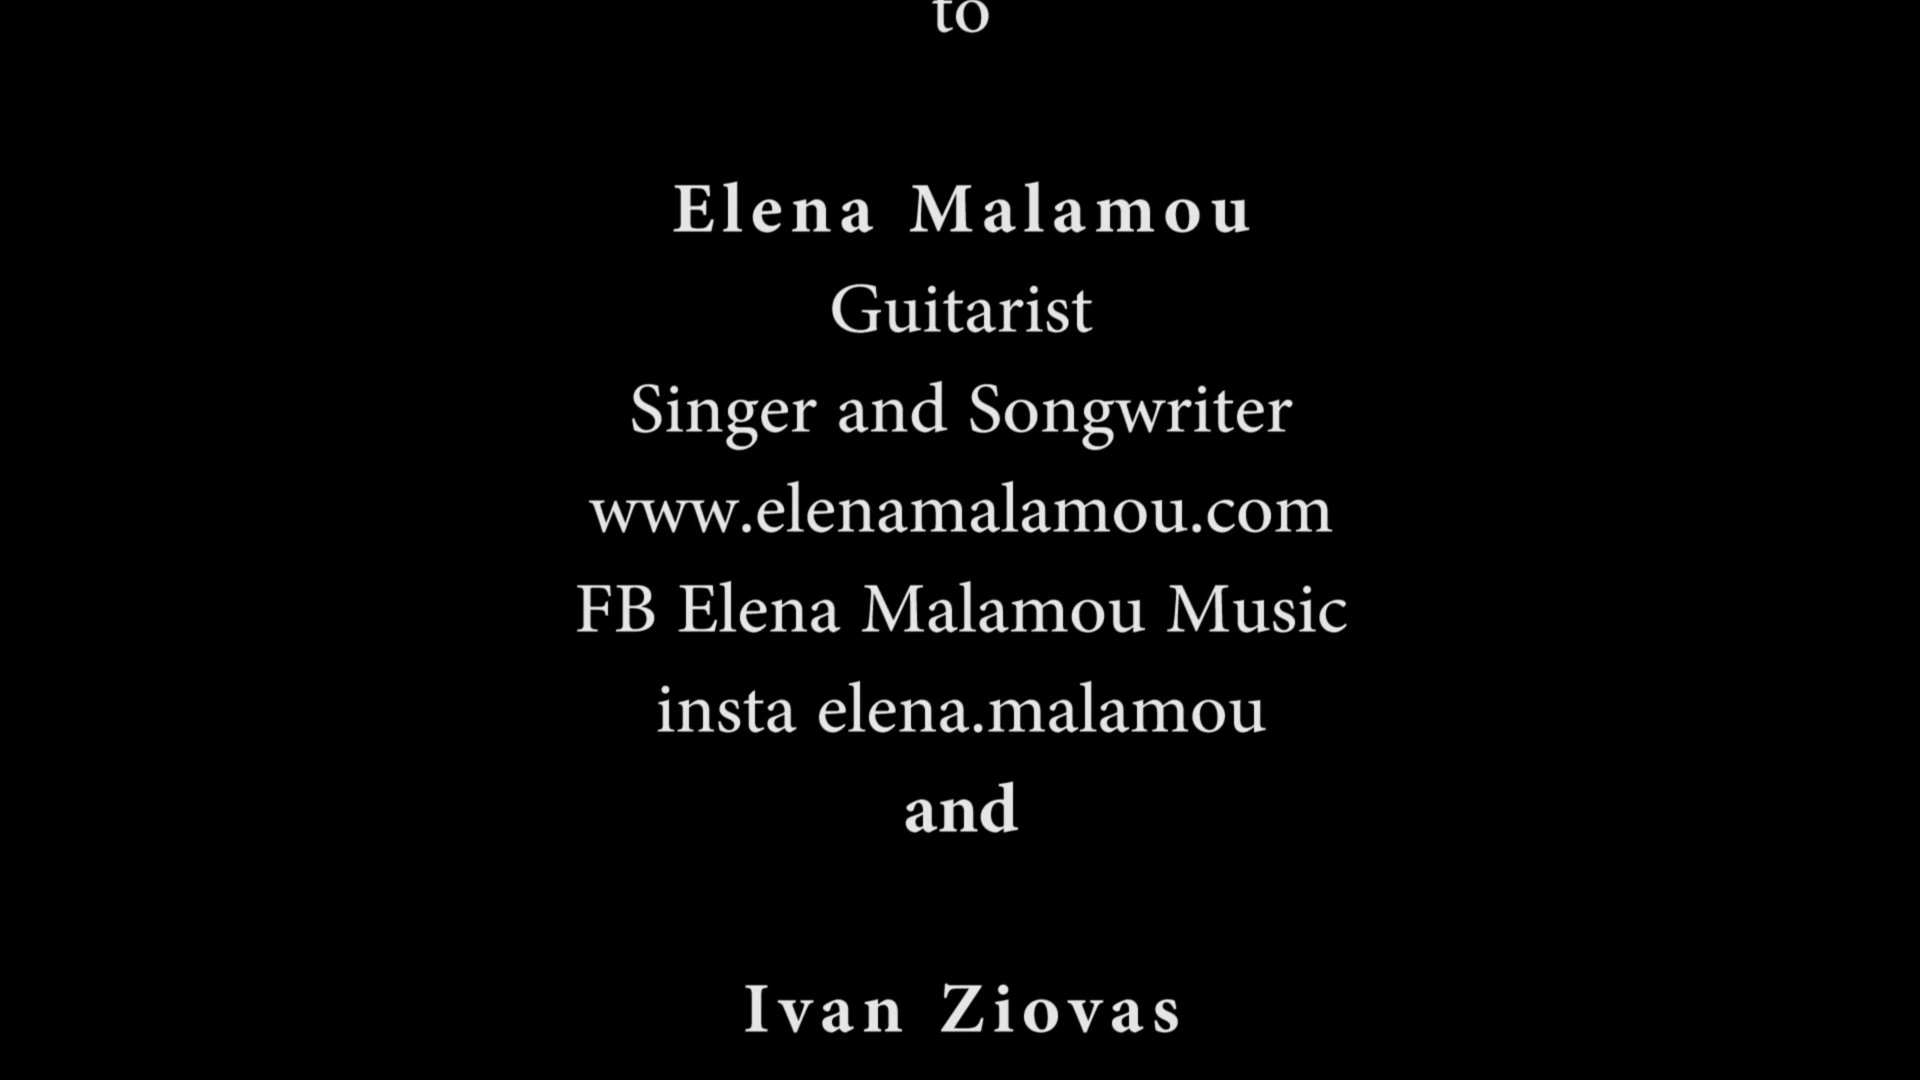 to
Elena Malamou
Guitarist
Singer and Songwriter
www.elenamalamou.com
FB Elena Malamou Music
insta elena.malamou
and
Ivan Ziovas